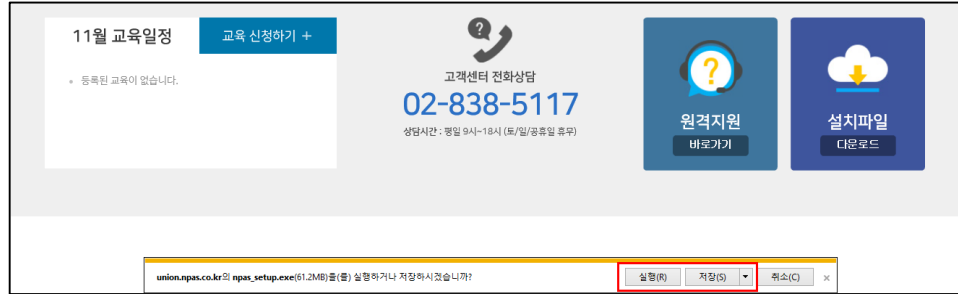 11월 교육일정
교육 신청하기 +
등록된 교육이 없습니다.
고객센터 전화상담
02-838-5117
상담시간 : 평일 9시~18시 (토/일/공휴일 휴무)
원격지원
바로가기
설치파일
다운로드
union.npas.co.kr의 npas_setup.exe(61.2MB)을(를) 실행하거나 저장하시겠습니까?
실행(R)
저장(S)
취소(C)